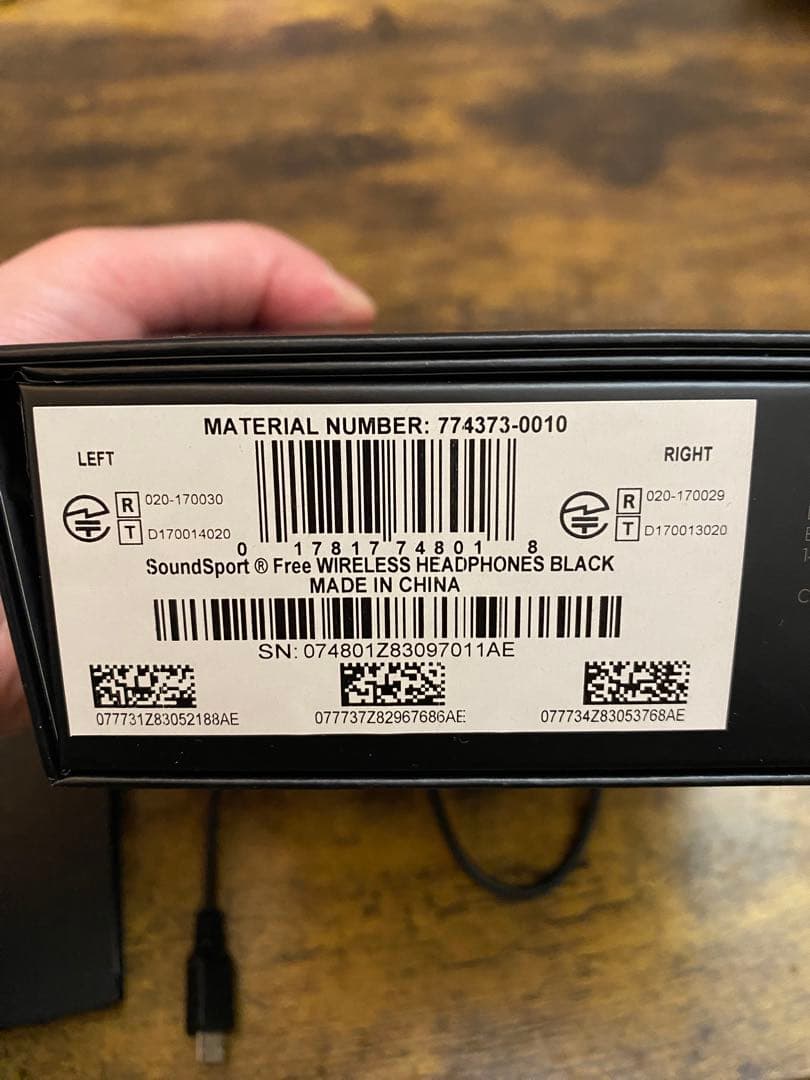 MATERIAL NUMBER: 774373-0010
LEFT
RIGHT
R 020-170030
T D170014020
R 020-170029
T D170013020
0 17817 74801 8
SoundSport ® Free WIRELESS HEADPHONES BLACK
MADE IN CHINA
SN: 074801Z83097011AE
077731Z83052188AE
077737Z82967686AE
077734Z83053768AE